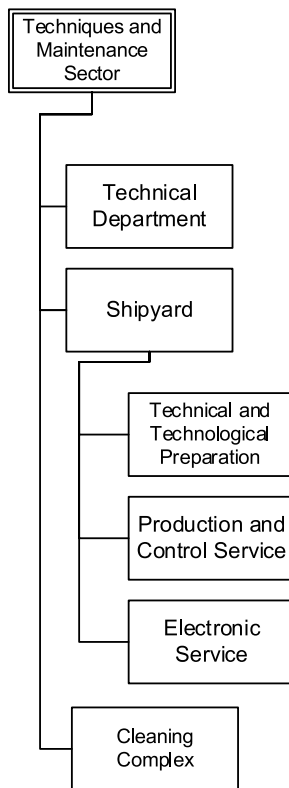 Techniques and
Maintenance
Sector
Technical
Department
Shipyard
Technical and
Technological
Preparation
Production and
Control Service
Electronic
Service
Cleaning
Complex